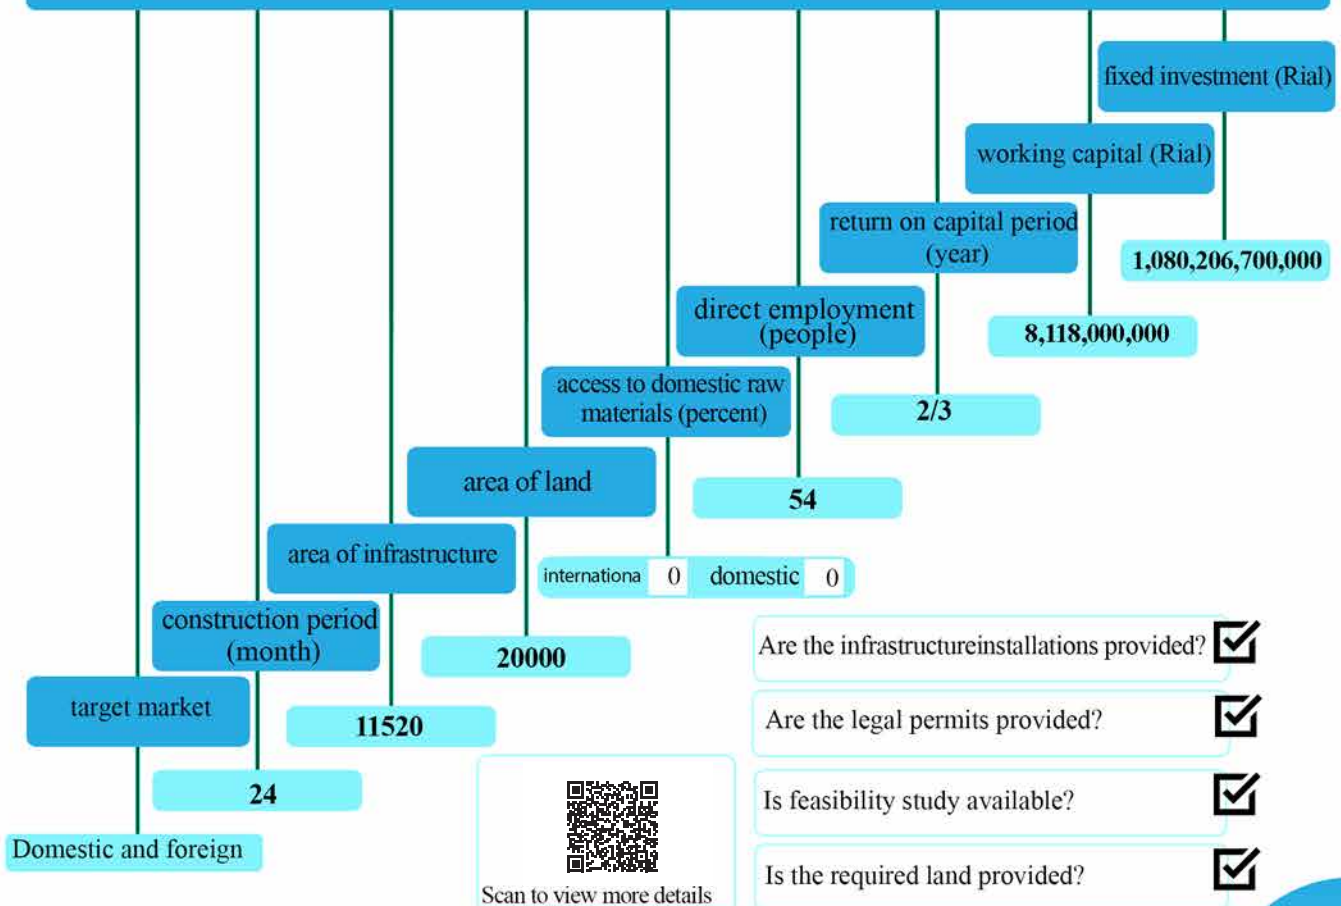 fixed investment (Rial)
1,080,206,700,000
working capital (Rial)
8,118,000,000
return on capital period
(year)
2/3
direct employment
(people)
54
access to domestic raw
materials (percent)
internationa 0 domestic 0
area of land
20000
area of infrastructure
11520
construction period
(month)
24
target market
Domestic and foreign
Are the infrastructureinstallations provided?
Are the legal permits provided?
Is feasibility study available?
Is the required land provided?
Scan to view more details